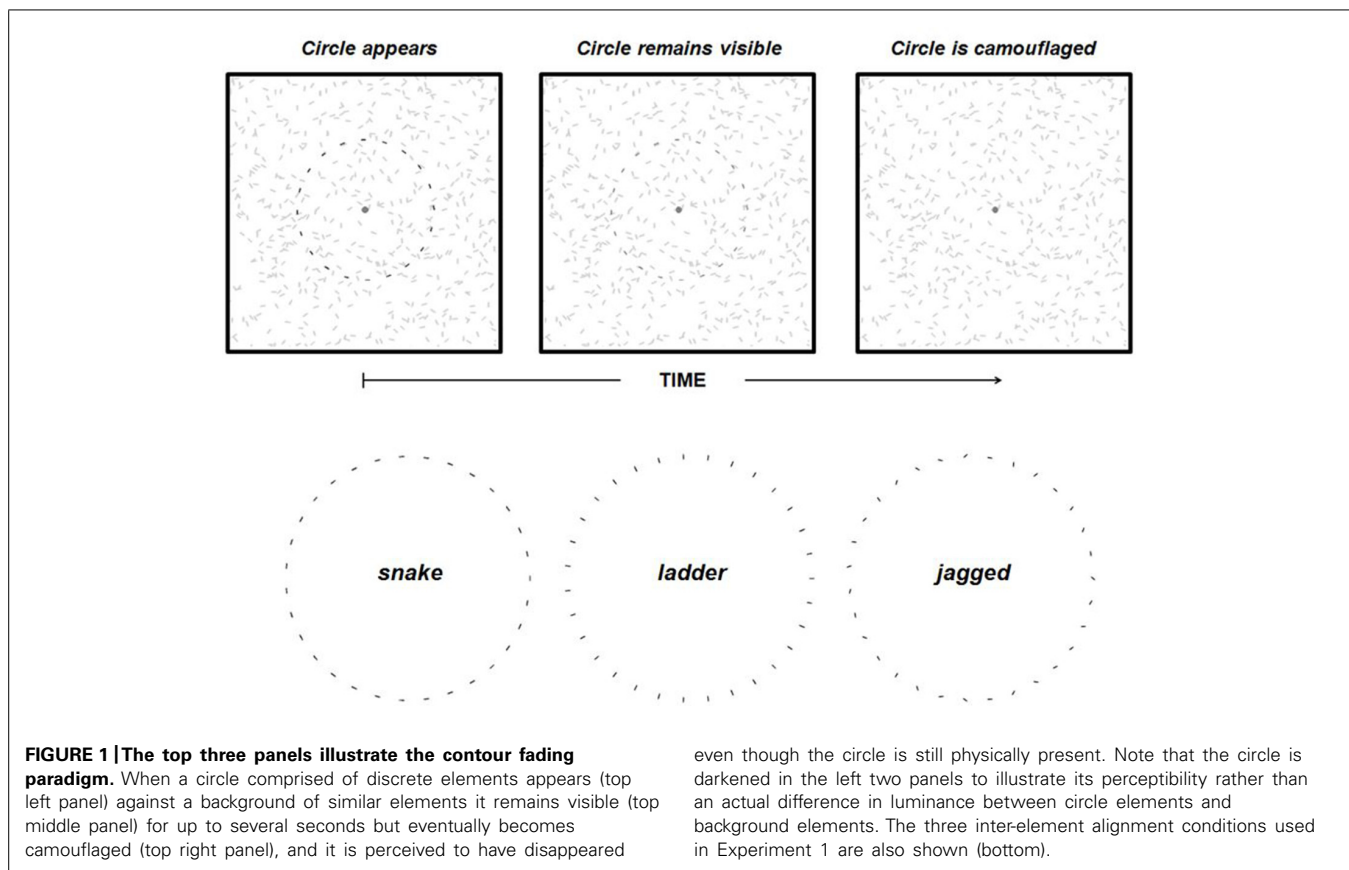 Circle appears
Circle remains visible
Circle is camouflaged
TIME
snake
ladder
jagged
FIGURE 1 | The top three panels illustrate the contour fading
paradigm. When a circle comprised of discrete elements appears (top
left panel) against a background of similar elements it remains visible (top
middle panel) for up to several seconds but eventually becomes
camouflaged (top right panel), and it is perceived to have disappeared
even though the circle is still physically present. Note that the circle is
darkened in the left two panels to illustrate its perceptibility rather than
an actual difference in luminance between circle elements and
background elements. The three inter-element alignment conditions used
in Experiment 1 are also shown (bottom).